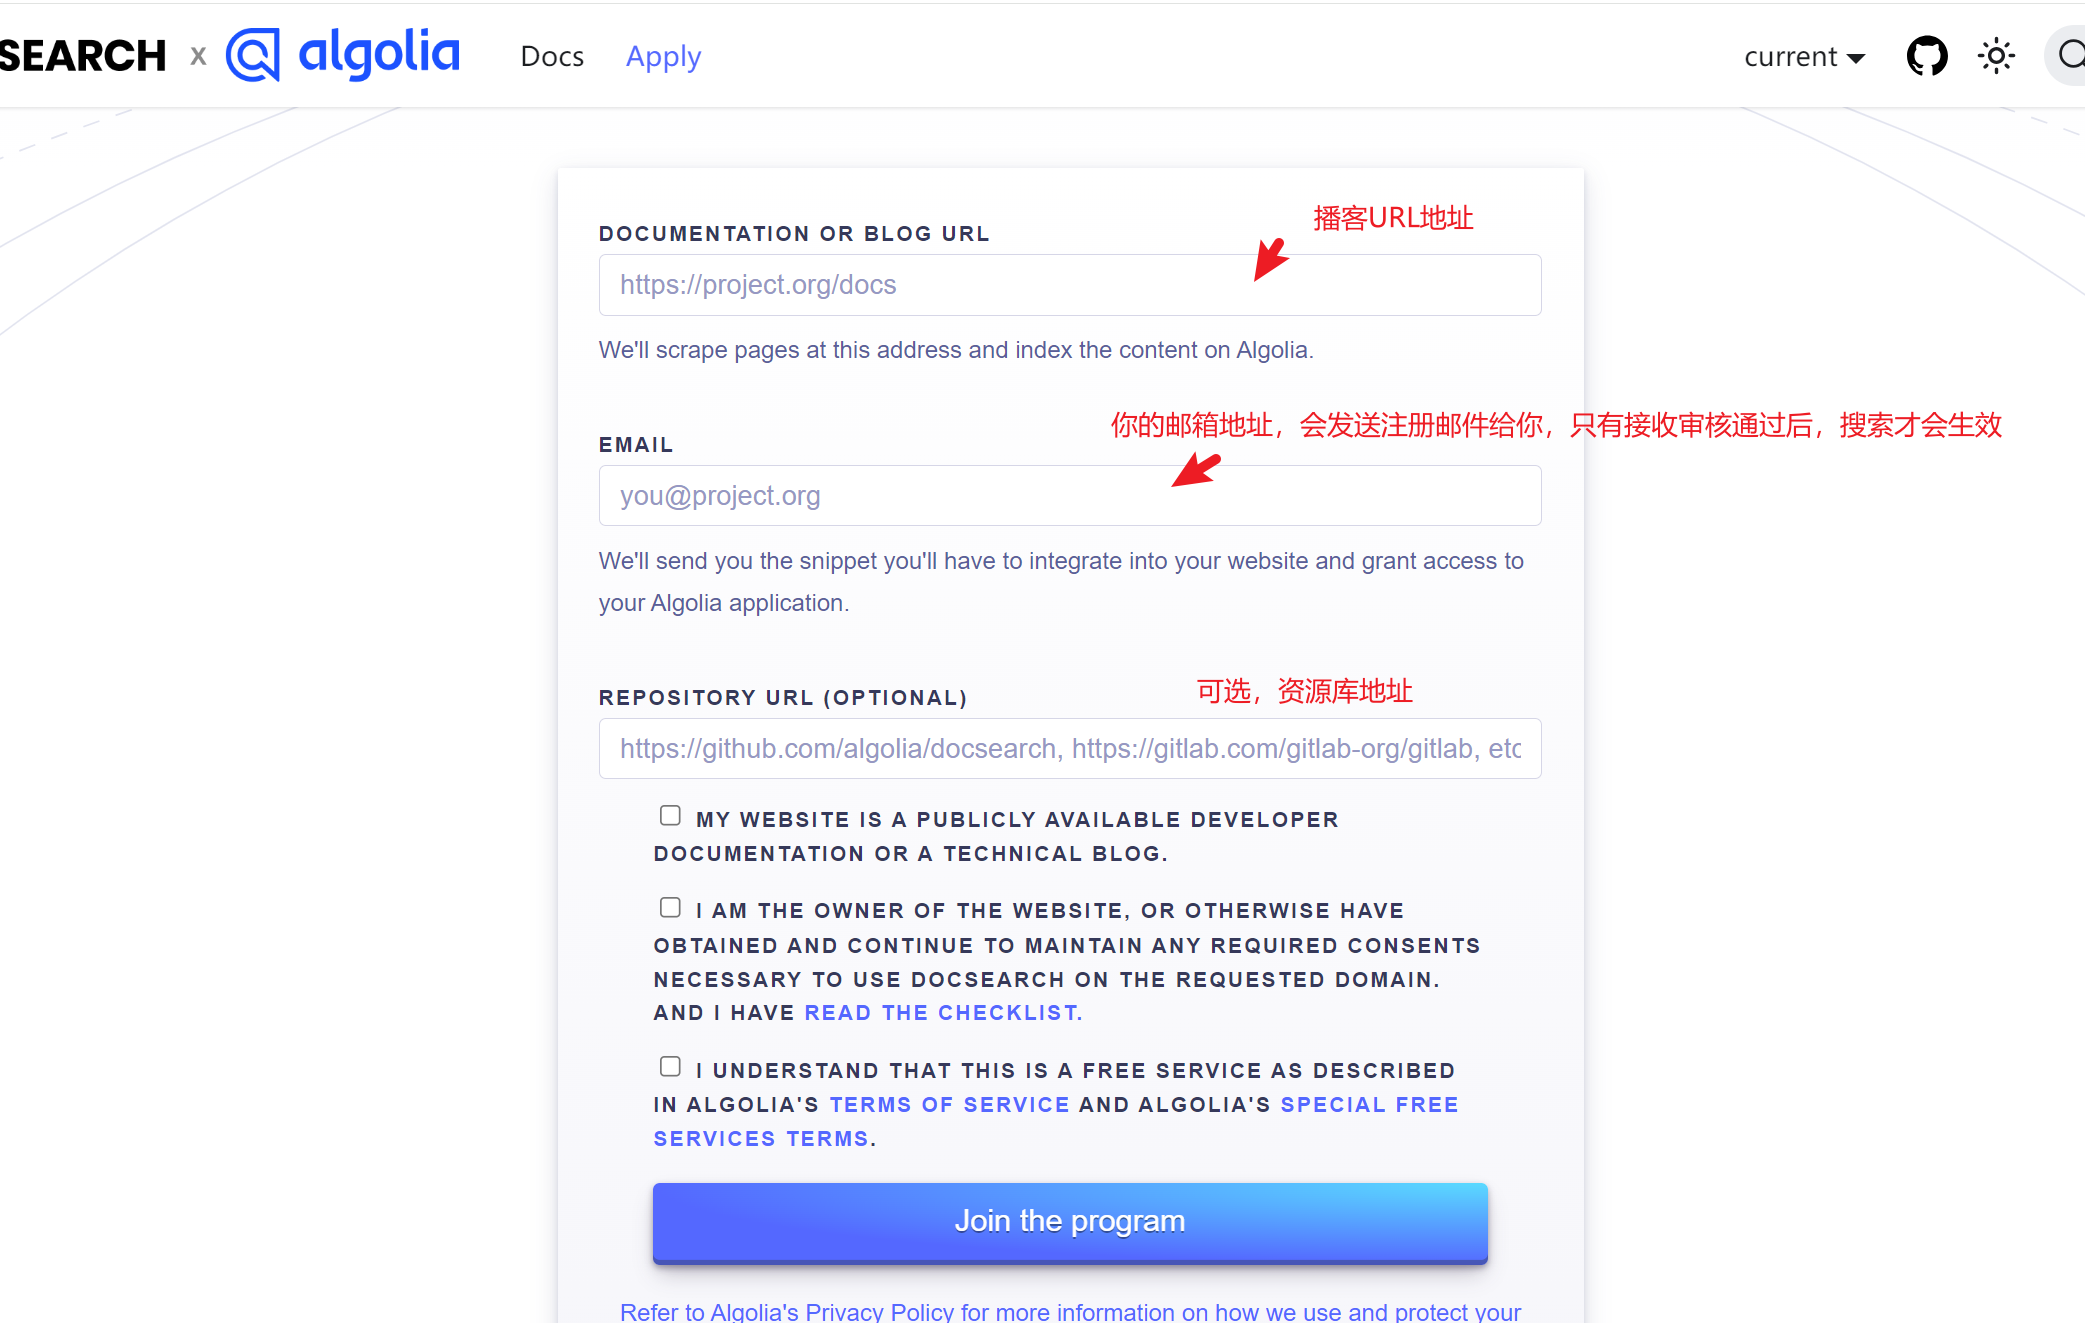 SEARCH x algolia Docs Apply current
播客URL地址
DOCUMENTATION OR BLOG URL
https://project.org/docs
We'll scrape pages at this address and index the content on Algolia.
你的邮箱地址，会发送注册邮件给你，只有接收审核通过后，搜索才会生效
EMAIL
you@project.org
We'll send you the snippet you'll have to integrate into your website and grant access to
your Algolia application.
可选，资源库地址
REPOSITORY URL (OPTIONAL)
https://github.com/algolia/docsearch, https://gitlab.com/gitlab-org/gitlab, etc
MY WEBSITE IS A PUBLICLY AVAILABLE DEVELOPER
DOCUMENTATION OR A TECHNICAL BLOG.
I AM THE OWNER OF THE WEBSITE, OR OTHERWISE HAVE
OBTAINED AND CONTINUE TO MAINTAIN ANY REQUIRED CONSENTS
NECESSARY TO USE DOCSEARCH ON THE REQUESTED DOMAIN.
AND I HAVE READ THE CHECKLIST.
I UNDERSTAND THAT THIS IS A FREE SERVICE AS DESCRIBED
IN ALGOLIA'S TERMS OF SERVICE AND ALGOLIA'S SPECIAL FREE
SERVICES TERMS.
Join the program
Refer to Algolia's Privacy Policy for more information on how we use and protect your